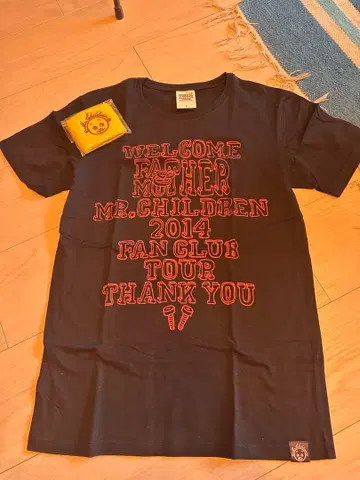 WELCOME
FATHER
MOTHER
MR.CHILDREN
2014
FAN CLUB
TOUR
THANK YOU